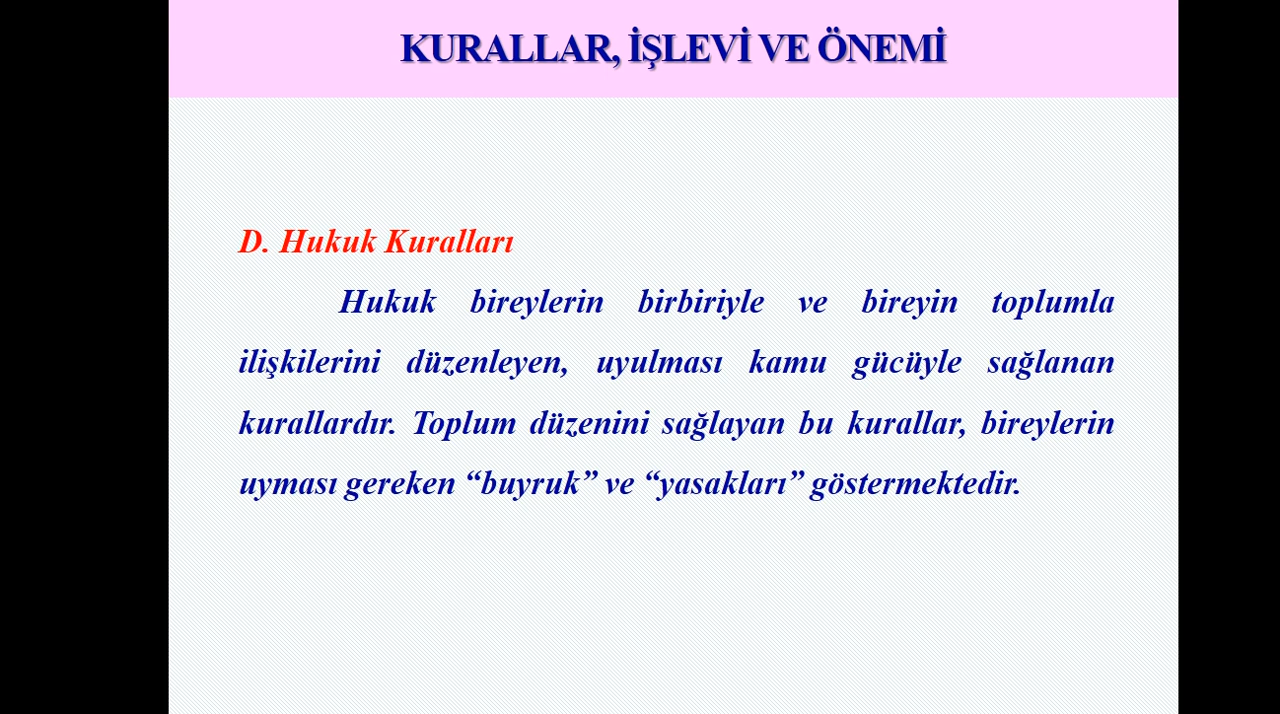 KURALLAR, İŞLEVİ VE ÖNEMİ
D. Hukuk Kuralları
Hukuk bireylerin birbiriyle ve bireyin toplumla
ilişkilerini düzenleyen, uyulması kamu gücüyle sağlanan
kurallardır. Toplum düzenini sağlayan bu kurallar, bireylerin
uyması gereken “buyruk” ve “yasakları” göstermektedir.